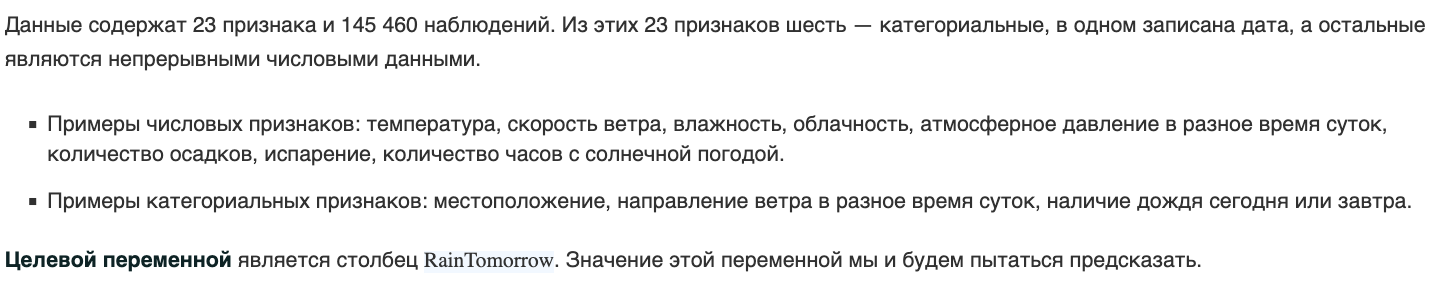 Данные содержат 23 признака и 145 460 наблюдений. Из этих 23 признаков шесть — категориальные, в одном записана дата, а остальные
являются непрерывными числовыми данными.
▪ Примеры числовых признаков: температура, скорость ветра, влажность, облачность, атмосферное давление в разное время суток,
количество осадков, испарение, количество часов с солнечной погодой.
▪ Примеры категориальных признаков: местоположение, направление ветра в разное время суток, наличие дождя сегодня или завтра.
Целевой переменной является столбец RainTomorrow. Значение этой переменной мы и будем пытаться предсказать.